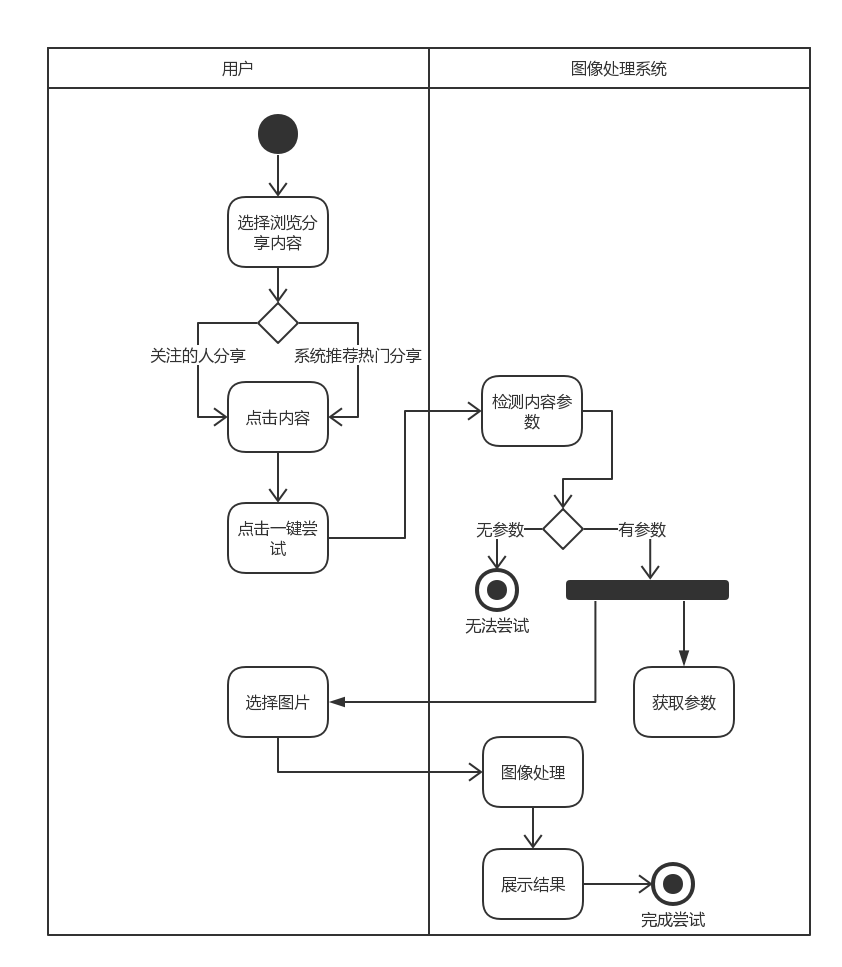 用户
图像处理系统
选择浏览分
享内容
关注的人分享
系统推荐热门分享
点击内容
检测内容参
数
点击一键尝
试
无参数
有参数
无法尝试
选择图片
获取参数
图像处理
展示结果
完成尝试